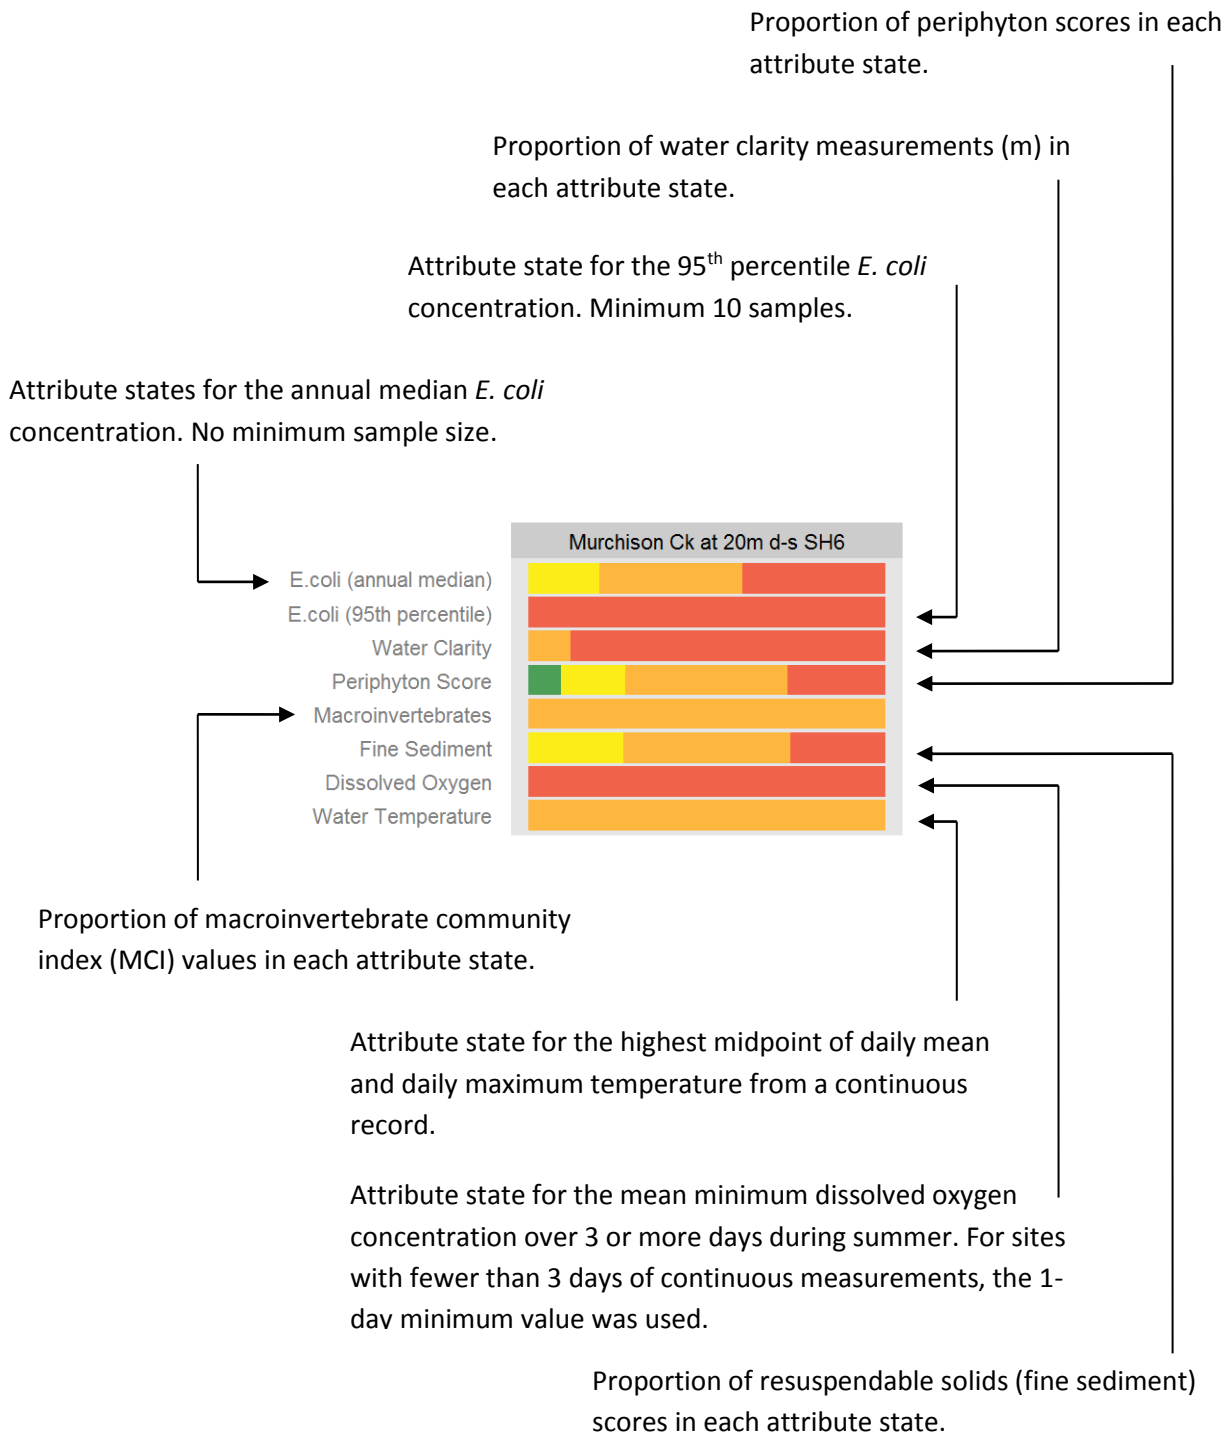 Proportion of periphyton scores in each
attribute state.
Proportion of water clarity measurements (m) in
each attribute state.
Attribute state for the 95th percentile E. coli
concentration. Minimum 10 samples.
Attribute states for the annual median E. coli
concentration. No minimum sample size.
Murchison Ck at 20m d-s SH6
E.coli (annual median)
E.coli (95th percentile)
Water Clarity
Periphyton Score
Macroinvertebrates
Fine Sediment
Dissolved Oxygen
Water Temperature
Proportion of macroinvertebrate community
index (MCI) values in each attribute state.
Attribute state for the highest midpoint of daily mean
and daily maximum temperature from a continuous
record.
Attribute state for the mean minimum dissolved oxygen
concentration over 3 or more days during summer. For sites
with fewer than 3 days of continuous measurements, the 1-
day minimum value was used.
Proportion of resuspendable solids (fine sediment)
scores in each attribute state.